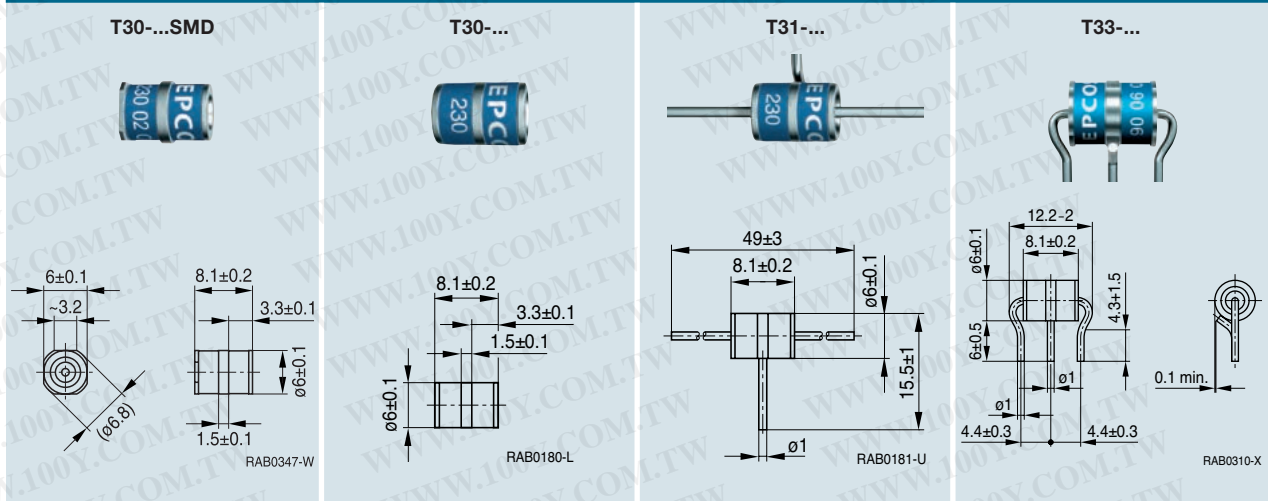 T30-...SMD
T30-...
T31-...
T33-...
230 02
EPCO
230
EPCO
230
EPCO
EPCO
90 06 0
6±0.1
~3.2
(ø6.8)
8.1±0.2
3.3±0.1
ø6±0.1
1.5±0.1
RAB0347-W
8.1±0.2
3.3±0.1
1.5±0.1
ø6±0.1
RAB0180-L
49±3
8.1±0.2
ø6±0.1
15.5±1
ø1
RAB0181-U
12.2-2
8.1±0.2
ø6±0.1
4.3+1.5
6±0.5
0.1 min.
ø1
ø1
4.4±0.3
4.4±0.3
RAB0310-X
WWW.100Y.COM.TW